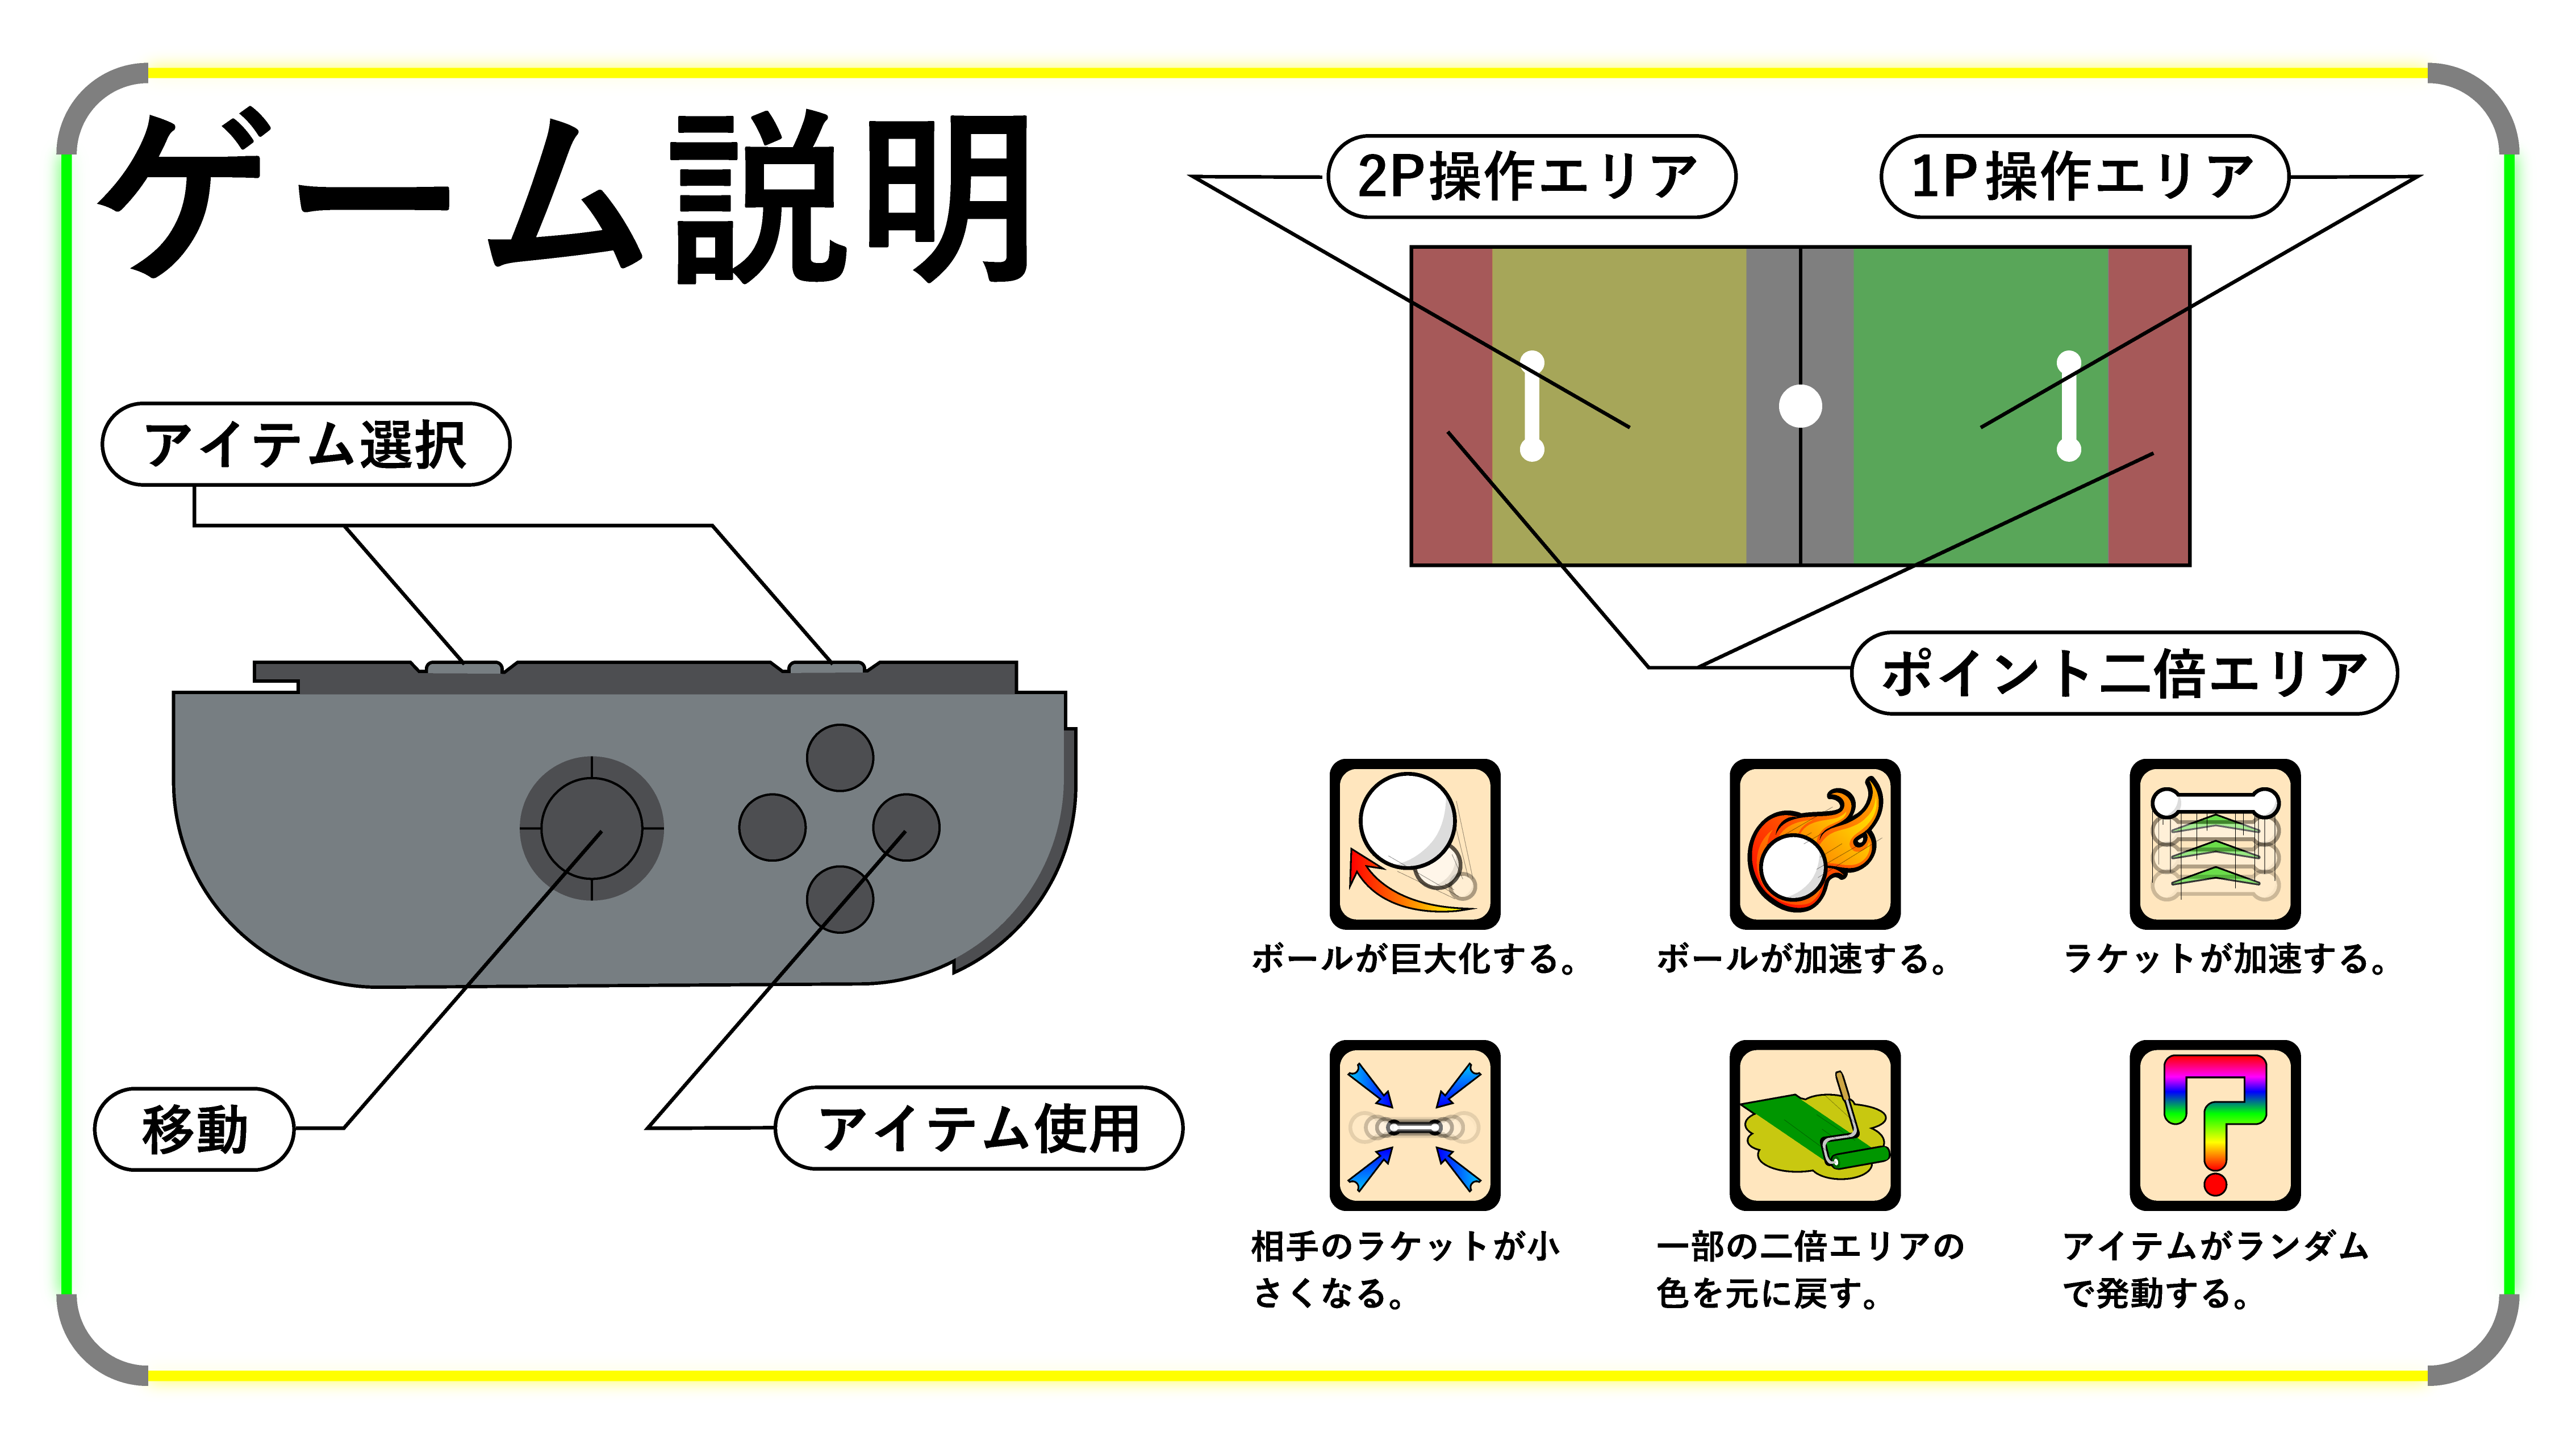 ゲーム説明
2P操作エリア
1P操作エリア
アイテム選択
ポイント二倍エリア
移動
アイテム使用
ボールが巨大化する。
ボールが加速する。
ラケットが加速する。
相手のラケットが小
さくなる。
一部の二倍エリアの
色を元に戻す。
アイテムがランダム
で発動する。